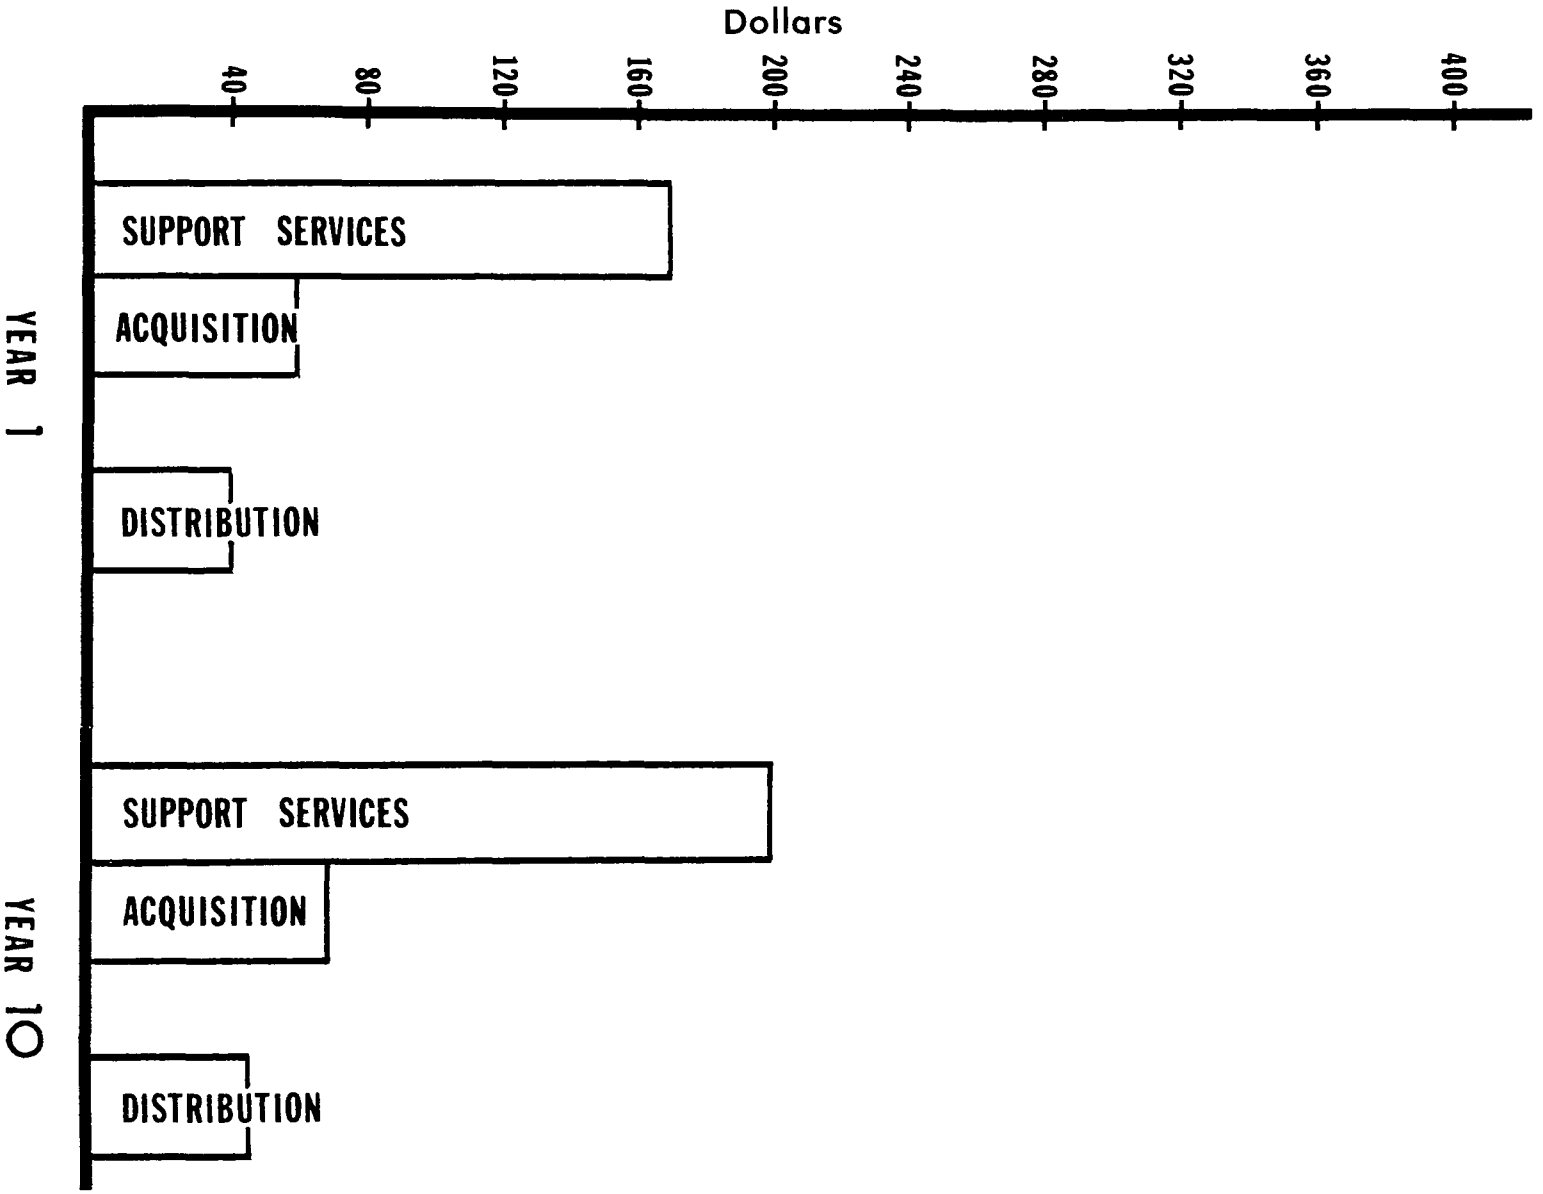 Dollars
40 80 120 160 200 240 280 320 360 400
YEAR 1
SUPPORT SERVICES
ACQUISITION
DISTRIBUTION
YEAR 10
SUPPORT SERVICES
ACQUISITION
DISTRIBUTION